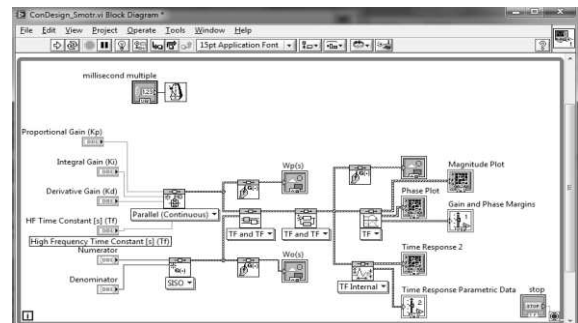 ConDesign_Smotr.vi Block Diagram *
File Edit View Project Operate Tools Window Help
15pt Application Font
millisecond multiple
Proportional Gain (Kp)
Integral Gain (Ki)
Derivative Gain (Kd)
HF Time Constant [s] (Tf)
High Frequency Time Constant [s] (Tf)
Numerator
Denominator
Parallel (Continuous)
SISO
Wp(s)
TF and TF
TF and TF
TF
Wo(s)
TF Internal
Magnitude Plot
Phase Plot
Gain and Phase Margins
Time Response 2
Time Response Parametric Data
stop
STOP